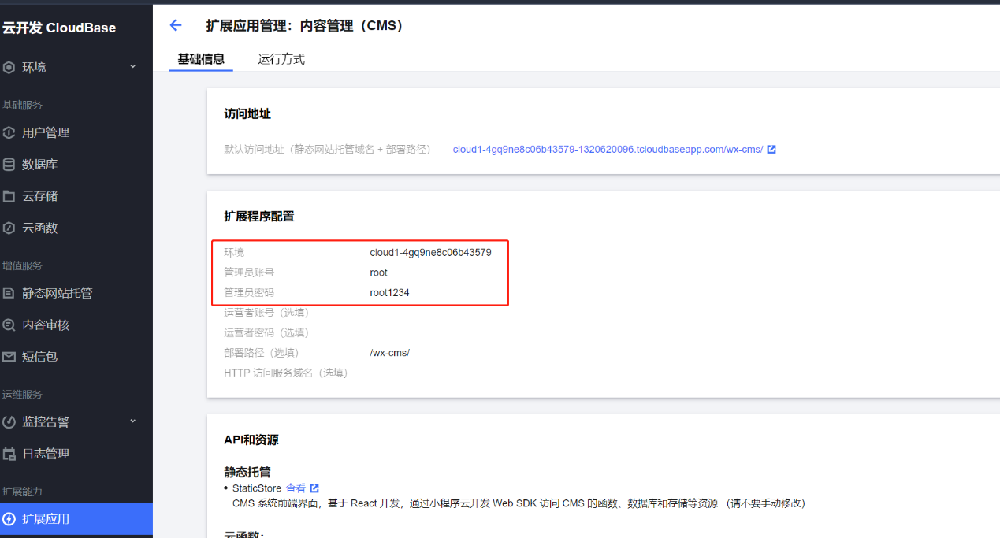 云开发 CloudBase
环境
基础服务
用户管理
数据库
云存储
云函数
增值服务
静态网站托管
内容审核
短信包
运维服务
监控告警
日志管理
扩展能力
扩展应用
扩展应用管理：内容管理（CMS）
基础信息 运行方式
访问地址
默认访问地址（静态网站托管域名 + 部署路径） cloud1-4gq9ne8c06b43579-1320620096.tcloudbaseapp.com/wx-cms/
扩展程序配置
环境 cloud1-4gq9ne8c06b43579
管理员账号 root
管理员密码 root1234
运营者账号（选填）
运营者密码（选填）
部署路径（选填） /wx-cms/
HTTP 访问服务域名（选填）
API和资源
静态托管
• StaticStore 查看
CMS 系统前端界面，基于 React 开发，通过小程序云开发 Web SDK 访问 CMS 的函数、数据库和存储等资源 （请不要手动修改）
云函数：